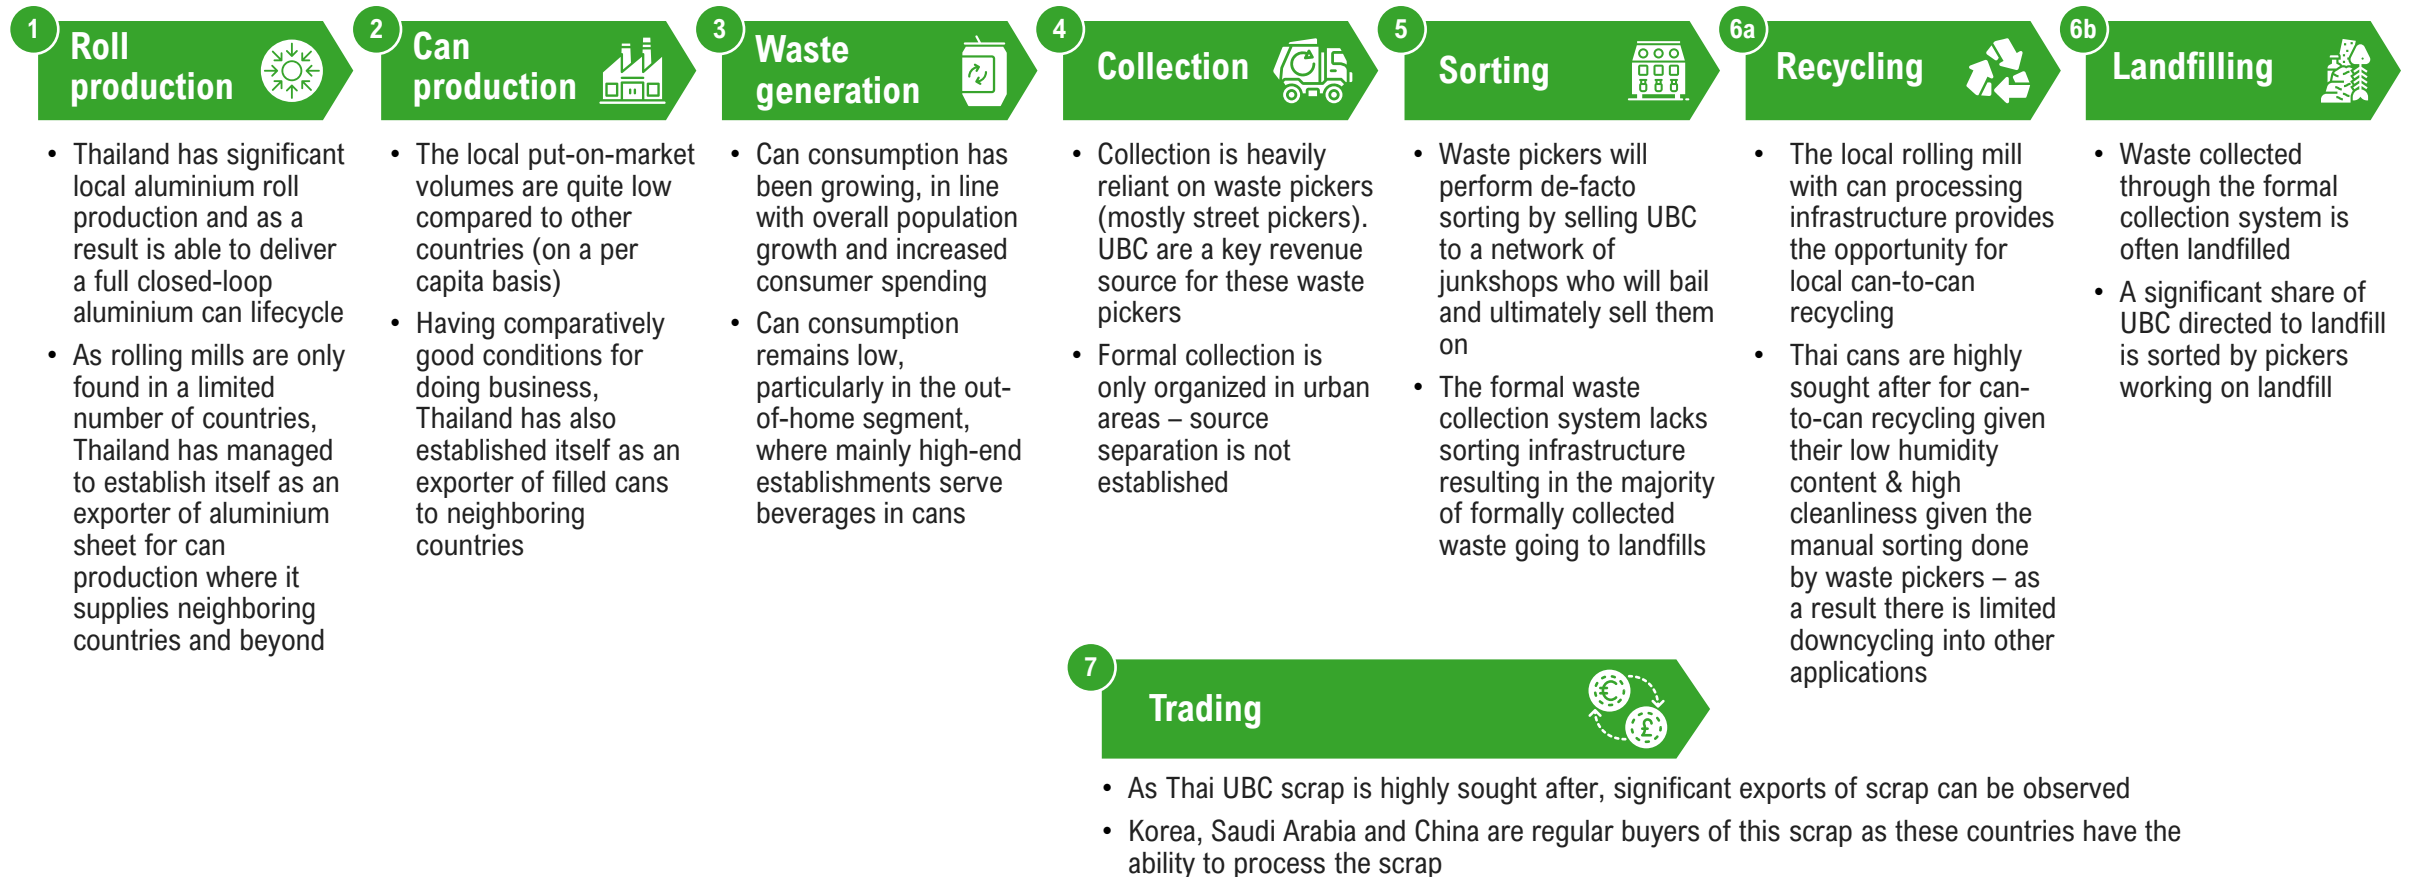 1
Roll
production
• Thailand has significant
local aluminium roll
production and as a
result is able to deliver
a full closed-loop
aluminium can lifecycle
• As rolling mills are only
found in a limited
number of countries,
Thailand has managed
to establish itself as an
exporter of aluminium
sheet for can
production where it
supplies neighboring
countries and beyond
2
Can
production
• The local put-on-market
volumes are quite low
compared to other
countries (on a per
capita basis)
• Having comparatively
good conditions for
doing business,
Thailand has also
established itself as an
exporter of filled cans
to neighboring
countries
3
Waste
generation
• Can consumption has
been growing, in line
with overall population
growth and increased
consumer spending
• Can consumption
remains low,
particularly in the out-
of-home segment,
where mainly high-end
establishments serve
beverages in cans
4
Collection
• Collection is heavily
reliant on waste pickers
(mostly street pickers).
UBC are a key revenue
source for these waste
pickers
• Formal collection is
only organized in urban
areas – source
separation is not
established
5
Sorting
• Waste pickers will
perform de-facto
sorting by selling UBC
to a network of
junkshops who will bail
and ultimately sell them
on
• The formal waste
collection system lacks
sorting infrastructure
resulting in the majority
of formally collected
waste going to landfills
6a
Recycling
• The local rolling mill
with can processing
infrastructure provides
the opportunity for
local can-to-can
recycling
• Thai cans are highly
sought after for can-
to-can recycling given
their low humidity
content & high
cleanliness given the
manual sorting done
by waste pickers – as
a result there is limited
downcycling into other
applications
6b
Landfilling
• Waste collected
through the formal
collection system is
often landfilled
• A significant share of
UBC directed to landfill
is sorted by pickers
working on landfill
7
Trading
€
£
• As Thai UBC scrap is highly sought after, significant exports of scrap can be observed
• Korea, Saudi Arabia and China are regular buyers of this scrap as these countries have the
ability to process the scrap